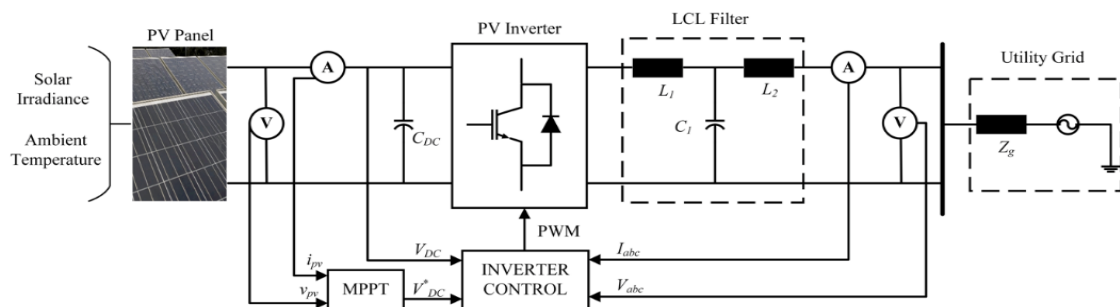 PV Panel
PV Inverter
LCL Filter
Utility Grid
Solar
Irradiance
Ambient
Temperature
A
V
C_DC
L_1
L_2
C_1
A
V
Z_g
PWM
i_pv
v_pv
MPPT
V_DC
V^*_DC
INVERTER
CONTROL
I_abc
V_abc